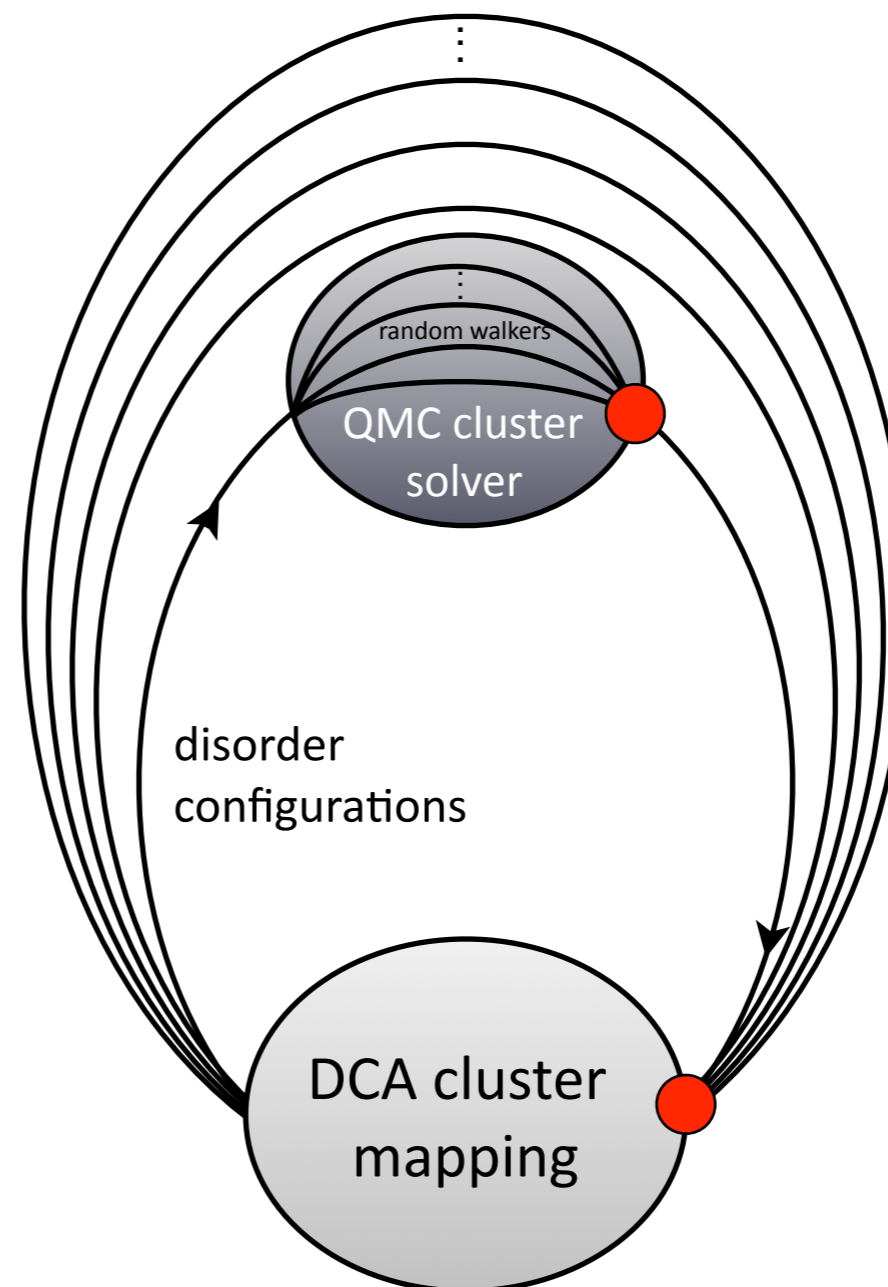 ⋮
⋮
random walkers
QMC cluster
solver
disorder
configurations
DCA cluster
mapping